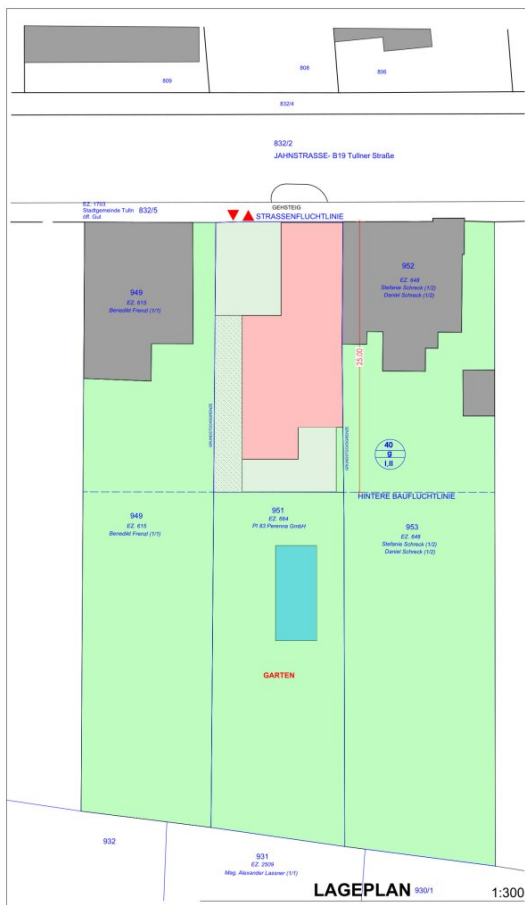 809
808
898
832/4
832/2
JAHNSTRASSE- B19 Tullner Straße
EZ. 1793
Stadtgemeinde Tulln
öff. Gut
832/5
GEHSTEIG
STRASSENFLUCHTLINIE
949
EZ. 615
Benedikt Frenzl (1/1)
952
EZ. 648
Stefanie Schreck (1/2)
Daniel Schreck (1/2)
25.00
40
g
I,II
HINTERE BAUFLUCHTLINIE
949
EZ. 615
Benedikt Frenzl (1/1)
951
EZ. 664
PI 83 Perenna GmbH
953
EZ. 648
Stefanie Schreck (1/2)
Daniel Schreck (1/2)
GARTEN
932
931
EZ. 2509
Mag. Alexander Lassner (1/1)
LAGEPLAN 930/1 1:300